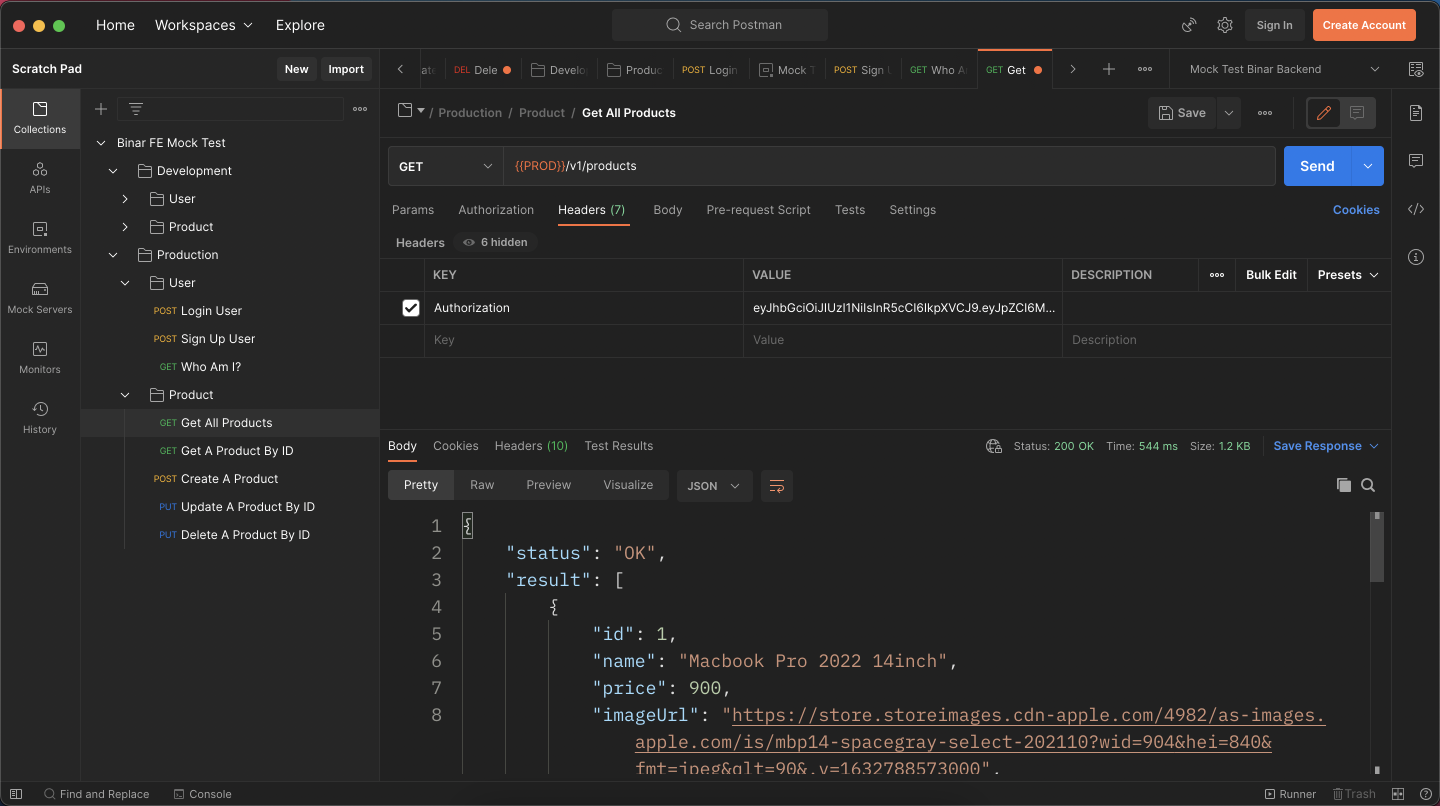 Home Workspaces Explore Search Postman Sign In Create Account
Scratch Pad New Import
DEL Dele Develo Produc POST Login Mock T POST Sign GET Who A GET Get Mock Test Binar Backend
Collections
APIs
Environments
Mock Servers
Monitors
History
Binar FE Mock Test
Development
User
Product
Production
User
POST Login User
POST Sign Up User
GET Who Am I?
Product
GET Get All Products
GET Get A Product By ID
POST Create A Product
PUT Update A Product By ID
PUT Delete A Product By ID
/ Production / Product / Get All Products Save
GET {{PROD}}/v1/products Send
Params Authorization Headers (7) Body Pre-request Script Tests Settings Cookies
Headers 6 hidden
KEY VALUE DESCRIPTION Bulk Edit Presets
Authorization eyJhbGciOiJIUzI1NiIsInR5cCI6IkpXVCJ9.eyJpZCI6M...
Key Value Description
Body Cookies Headers (10) Test Results Status: 200 OK Time: 544 ms Size: 1.2 KB Save Response
Pretty Raw Preview Visualize JSON
1 {
2 "status": "OK",
3 "result": [
4 {
5 "id": 1,
6 "name": "Macbook Pro 2022 14inch",
7 "price": 900,
8 "imageUrl": "https://store.storeimages.cdn-apple.com/4982/as-images.
apple.com/is/mbp14-spacegray-select-202110?wid=904&hei=840&
fmt=jpeg&qlt=90&.v=1632788573000",
Find and Replace Console Runner Trash